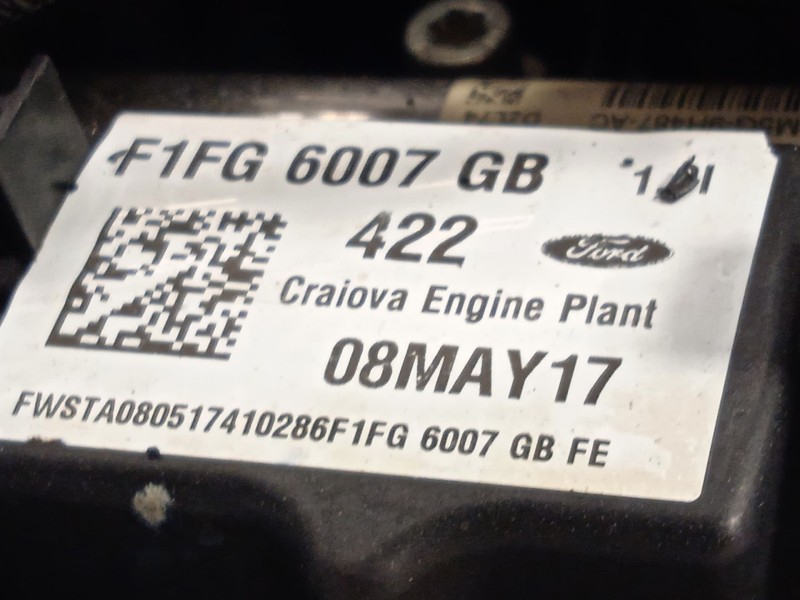 F1FG 6007 GB
422
Ford
Craiova Engine Plant
08MAY17
FWSTA080517410286F1FG 6007 GB FE